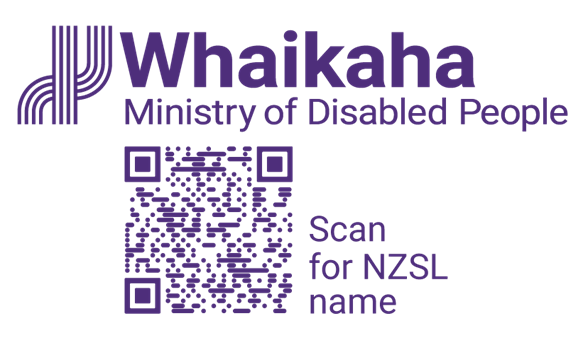 Whaikaha
Ministry of Disabled People
Scan
for NZSL
name